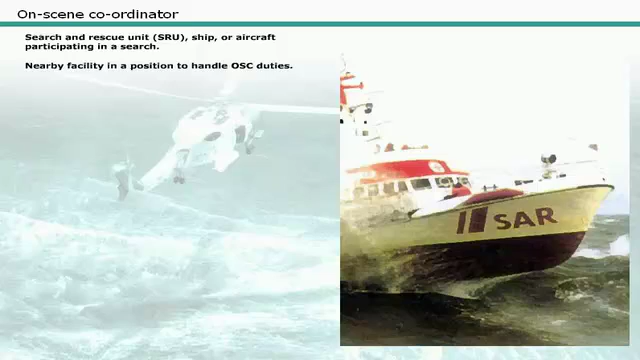 On-scene co-ordinator
Search and rescue unit (SRU), ship, or aircraft
participating in a search.
Nearby facility in a position to handle OSC duties.
SAR